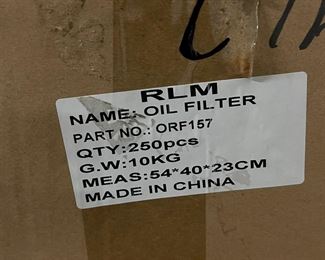 RLM
NAME: OIL FILTER
PART NO.: ORF157
QTY:250pcs
G.W:10KG
MEAS:54*40*23CM
MADE IN CHINA